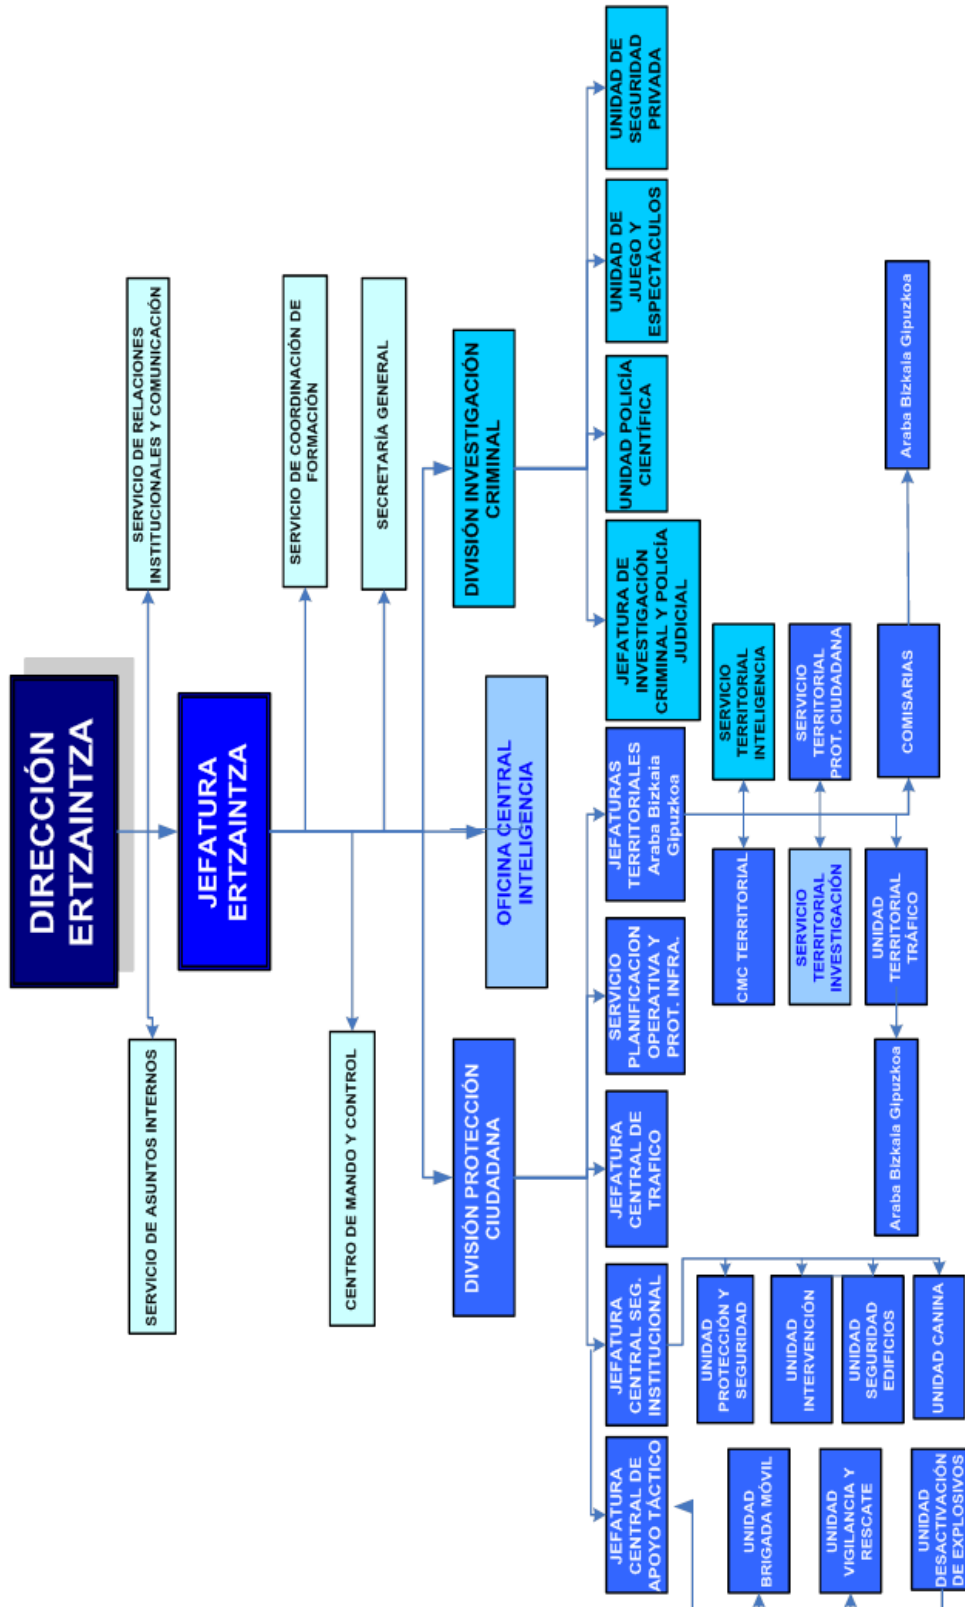 DIRECCIÓN
ERTZAINTZA
SERVICIO DE ASUNTOS INTERNOS
SERVICIO DE RELACIONES
INSTITUCIONALES Y COMUNICACIÓN
JEFATURA
ERTZAINTZA
SERVICIO DE COORDINACIÓN DE
FORMACIÓN
CENTRO DE MANDO Y CONTROL
SECRETARÍA GENERAL
DIVISIÓN PROTECCIÓN
CIUDADANA
OFICINA CENTRAL
INTELIGENCIA
DIVISIÓN INVESTIGACIÓN
CRIMINAL
JEFATURA
CENTRAL DE
APOYO TÁCTICO
JEFATURA
CENTRAL SEG.
INSTITUCIONAL
JEFATURA
CENTRAL DE
TRAFICO
SERVICIO
PLANIFICACION
OPERATIVA Y
PROT. INFRA.
JEFATURAS
TERRITORIALES
Araba Bizkaia
Gipuzkoa
JEFATURA DE
INVESTIGACIÓN
CRIMINAL Y POLICÍA
JUDICIAL
UNIDAD POLICÍA
CIENTÍFICA
UNIDAD DE
JUEGO Y
ESPECTÁCULOS
UNIDAD DE
SEGURIDAD
PRIVADA
UNIDAD
BRIGADA MÓVIL
UNIDAD
PROTECCIÓN Y
SEGURIDAD
CMC TERRITORIAL
SERVICIO
TERRITORIAL
INTELIGENCIA
UNIDAD
VIGILANCIA Y
RESCATE
UNIDAD
INTERVENCIÓN
SERVICIO
TERRITORIAL
INVESTIGACIÓN
SERVICIO
TERRITORIAL
PROT. CIUDADANA
UNIDAD
SEGURIDAD
EDIFICIOS
UNIDAD
TERRITORIAL
TRÁFICO
COMISARIAS
UNIDAD
DESACTIVACIÓN
DE EXPLOSIVOS
UNIDAD CANINA
Araba Bizkaia Gipuzkoa
Araba Bizkaia Gipuzkoa